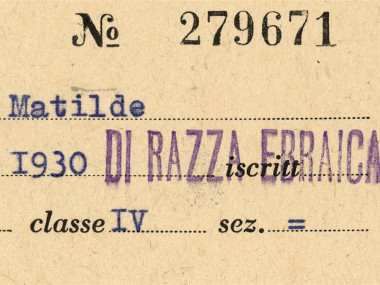 № 279671
Matilde
1930 DI RAZZA EBRAICA iscritt
classe IV sez. =